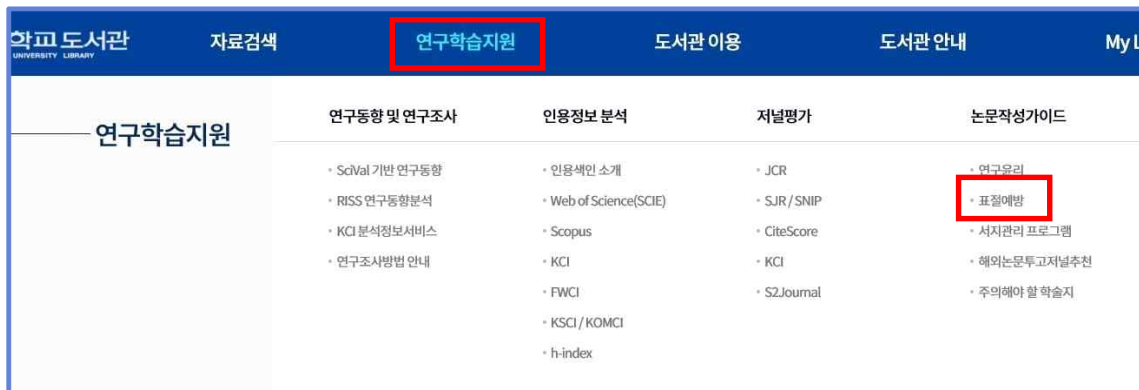 학교 도서관
UNIVERSITY LIBRARY
자료검색
연구학습지원
도서관 이용
도서관 안내
My L
연구학습지원
연구동향 및 연구조사
SciVal 기반 연구동향
RISS 연구동향분석
KCI 분석정보서비스
연구조사방법 안내
인용정보 분석
인용색인 소개
Web of Science(SCIE)
Scopus
KCI
FWCI
KSCI / KOMCI
h-index
저널평가
JCR
SJR / SNIP
CiteScore
KCI
S2Journal
논문작성가이드
연구윤리
표절예방
서지관리 프로그램
해외논문투고저널추천
주의해야 할 학술지